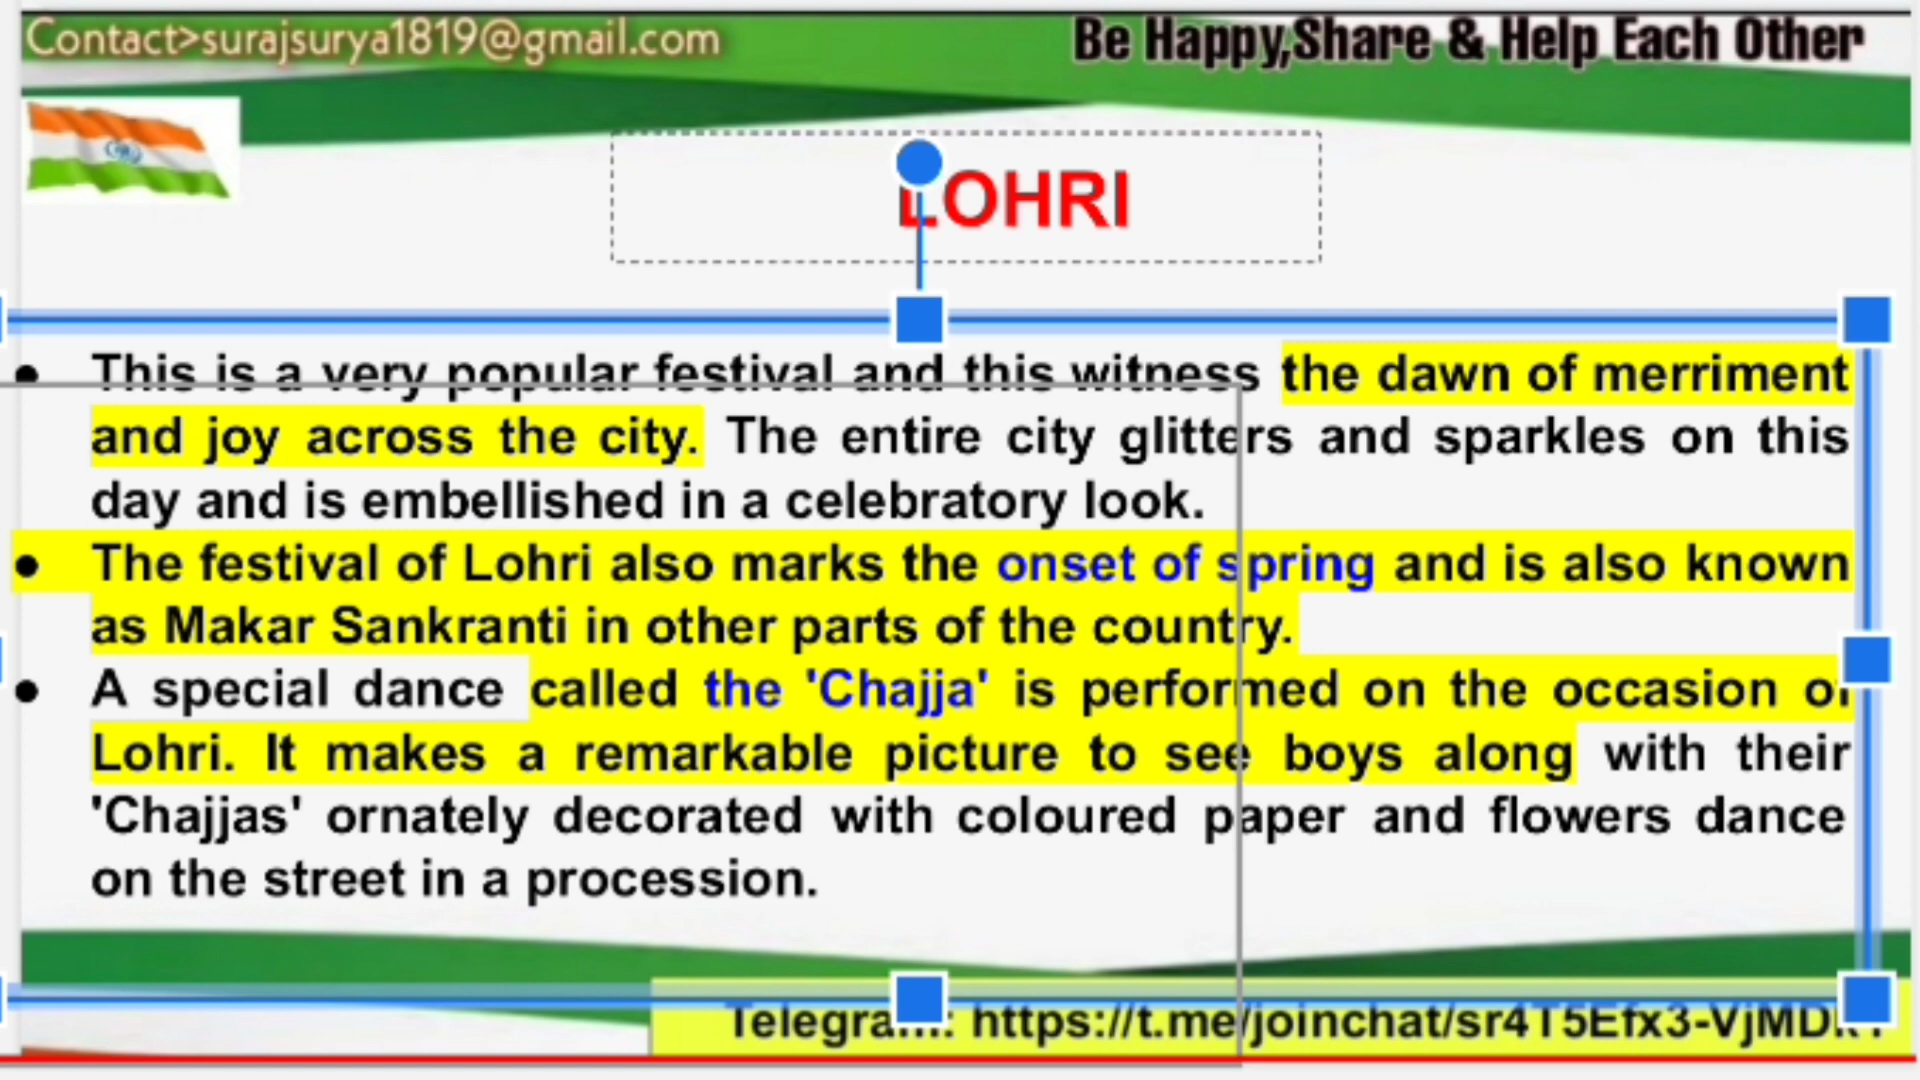 Contact>surajsurya1819@gmail.com
Be Happy,Share & Help Each Other
LOHRI
● This is a very popular festival and this witness the dawn of merriment
and joy across the city. The entire city glitters and sparkles on this
day and is embellished in a celebratory look.
● The festival of Lohri also marks the onset of spring and is also known
as Makar Sankranti in other parts of the country.
● A special dance called the 'Chajja' is performed on the occasion of
Lohri. It makes a remarkable picture to see boys along with their
'Chajjas' ornately decorated with coloured paper and flowers dance
on the street in a procession.
Telegram: